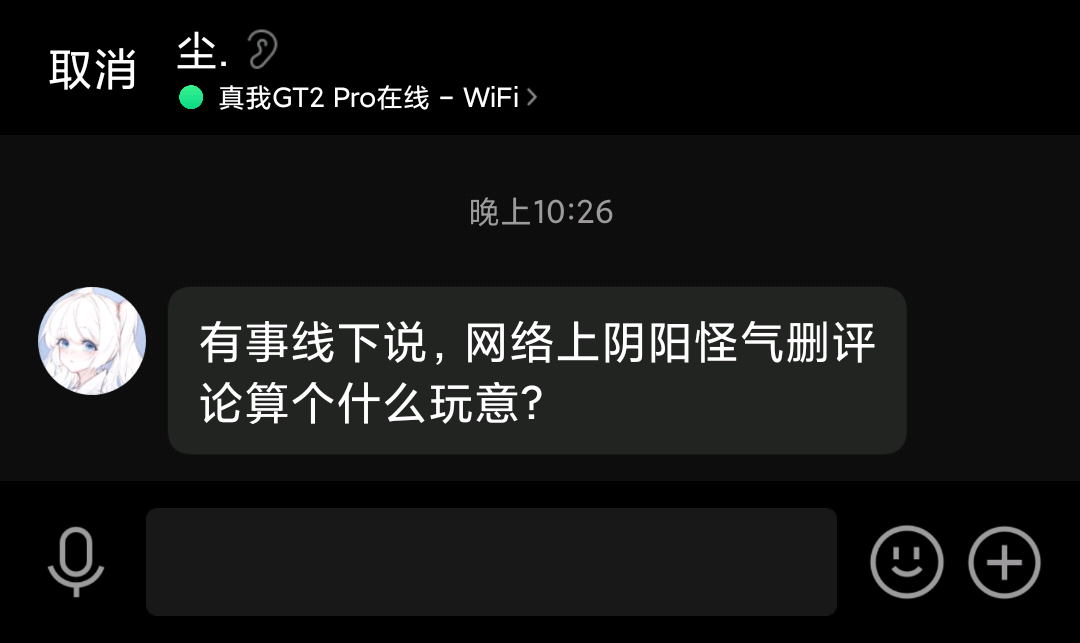 取消
尘.
真我GT2 Pro在线 – WiFi
晚上10:26
有事线下说，网络上阴阳怪气删评
论算个什么玩意？